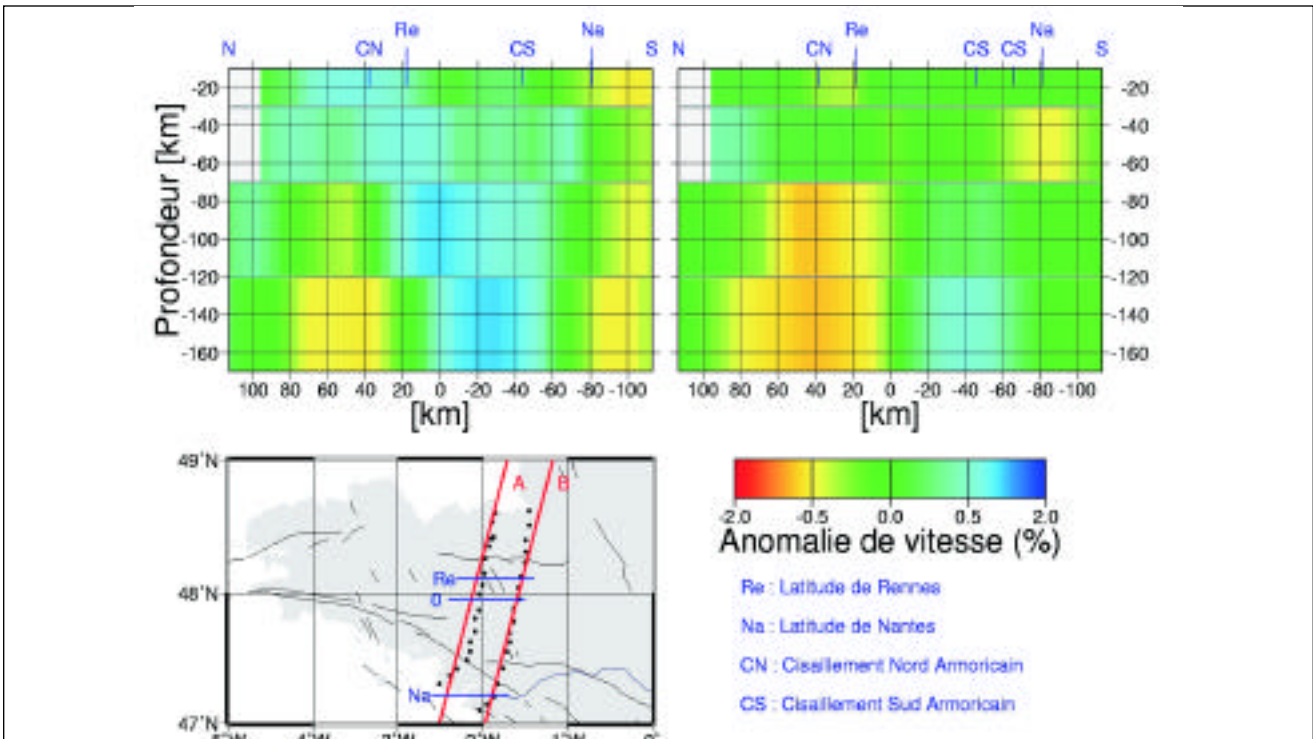 Re Na Re Na
N CN CS S N CN CS CS S
-20 -20
-40 -40
-60 -60
-80 -80
-100 -100
-120 -120
-140 -140
-160 -160
Profondeur [km]
100 80 60 40 20 0 -20 -40 -60 -80 -100 100 80 60 40 20 0 -20 -40 -60 -80 -100
[km] [km]
49°N
A B
Re
48°N
0
Na
47°N
-2.0 -0.5 0.0 0.5 2.0
Anomalie de vitesse (%)
Re : Latitude de Rennes
Na : Latitude de Nantes
CN : Cisaillement Nord Armoricain
CS : Cisaillement Sud Armoricain